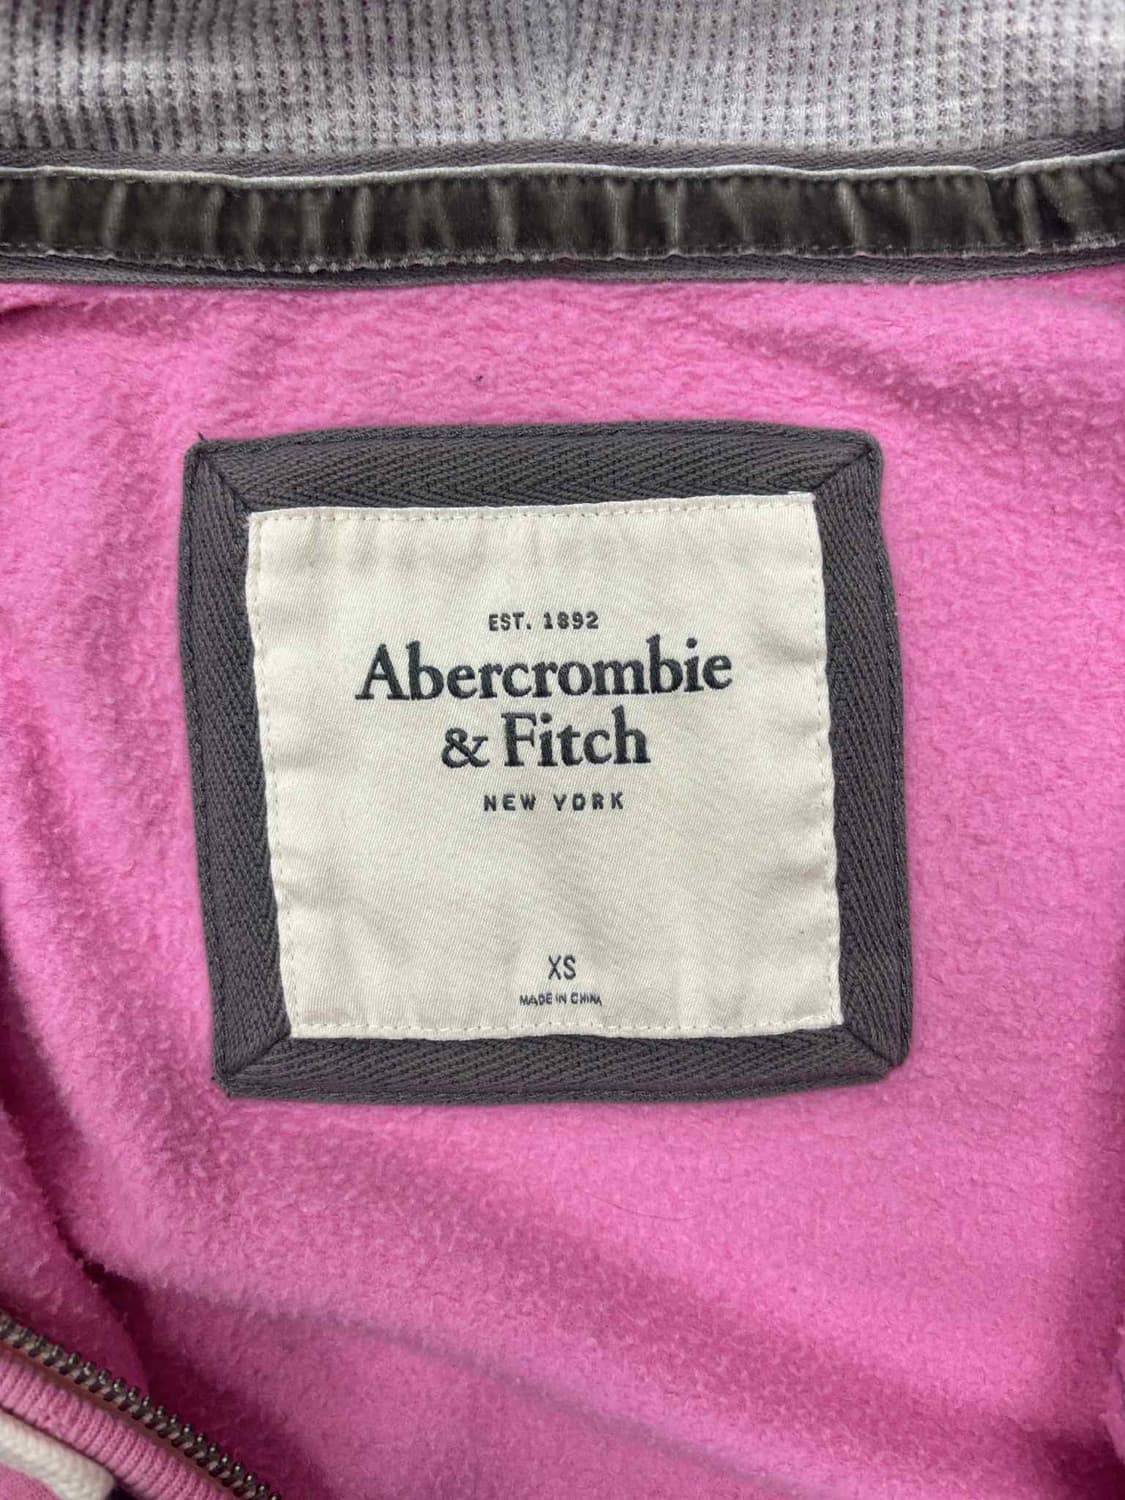 EST. 1892
Abercrombie
& Fitch
NEW YORK
XS
MADE IN CHINA